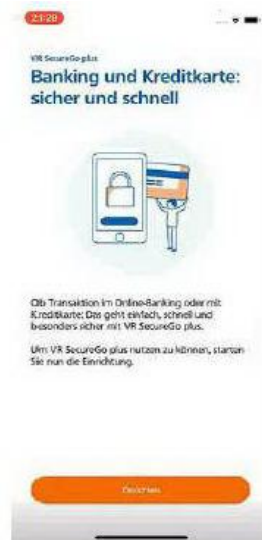 21:20
VR SecureGo plus
Banking und Kreditkarte:
sicher und schnell
Ob Transaktion im Online-Banking oder mit
Kreditkarte: Das geht einfach, schnell und
besonders sicher mit VR SecureGo plus.
Um VR SecureGo plus nutzen zu können, starten
Sie nun die Einrichtung.